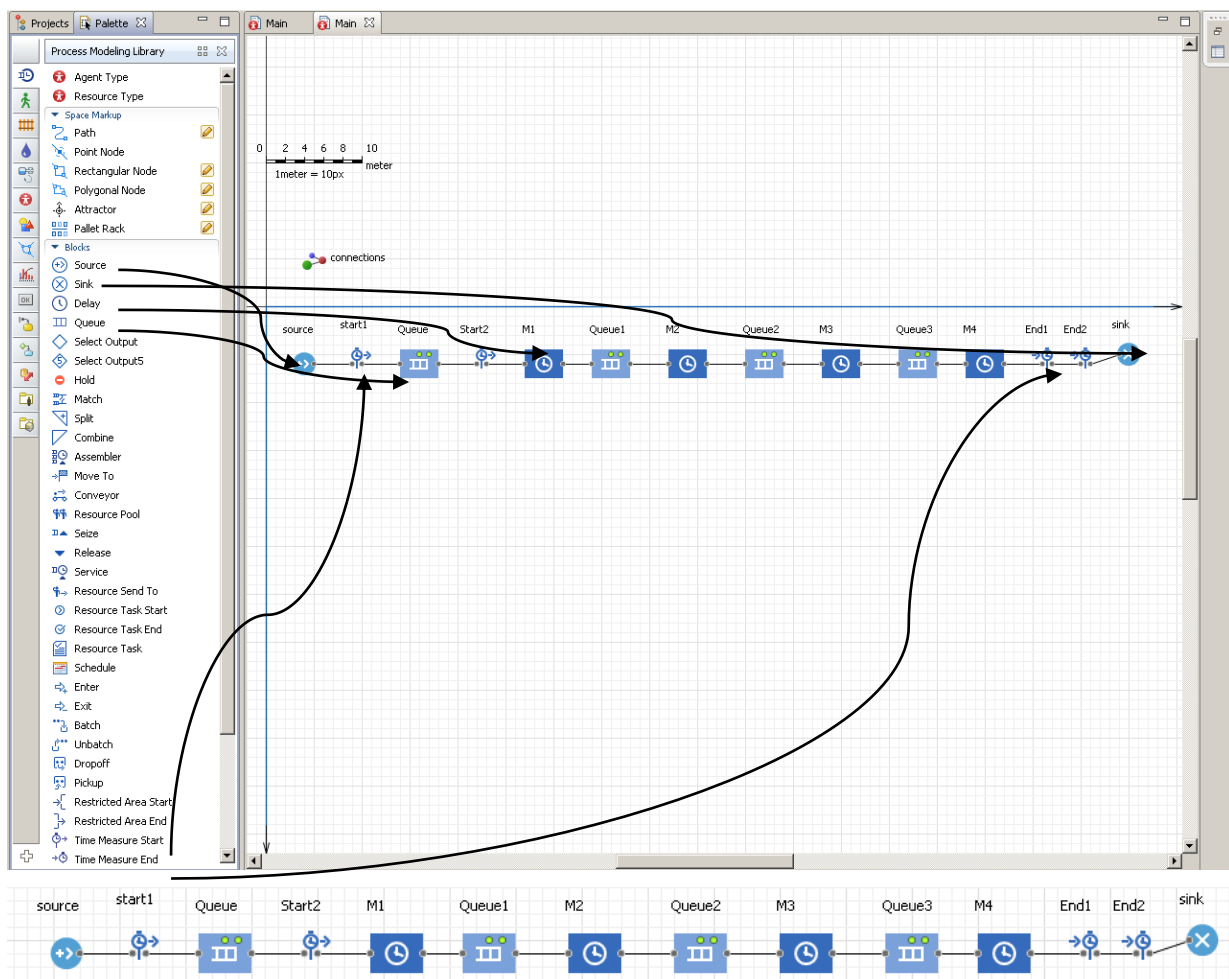 Projects
Palette
Main
Main
Process Modeling Library
Agent Type
Resource Type
Space Markup
Path
Point Node
Rectangular Node
Polygonal Node
Attractor
Pallet Rack
Blocks
Source
Sink
Delay
Queue
Select Output
Select Output5
Hold
Match
Split
Combine
Assembler
Move To
Conveyor
Resource Pool
Seize
Release
Service
Resource Send To
Resource Task Start
Resource Task End
Resource Task
Schedule
Enter
Exit
Batch
Unbatch
Dropoff
Pickup
Restricted Area Start
Restricted Area End
Time Measure Start
Time Measure End
OK
0 2 4 6 8 10
meter
1meter = 10px
connections
source start1 Queue Start2 M1 Queue1 M2 Queue2 M3 Queue3 M4 End1 End2 sink
source start1 Queue Start2 M1 Queue1 M2 Queue2 M3 Queue3 M4 End1 End2 sink